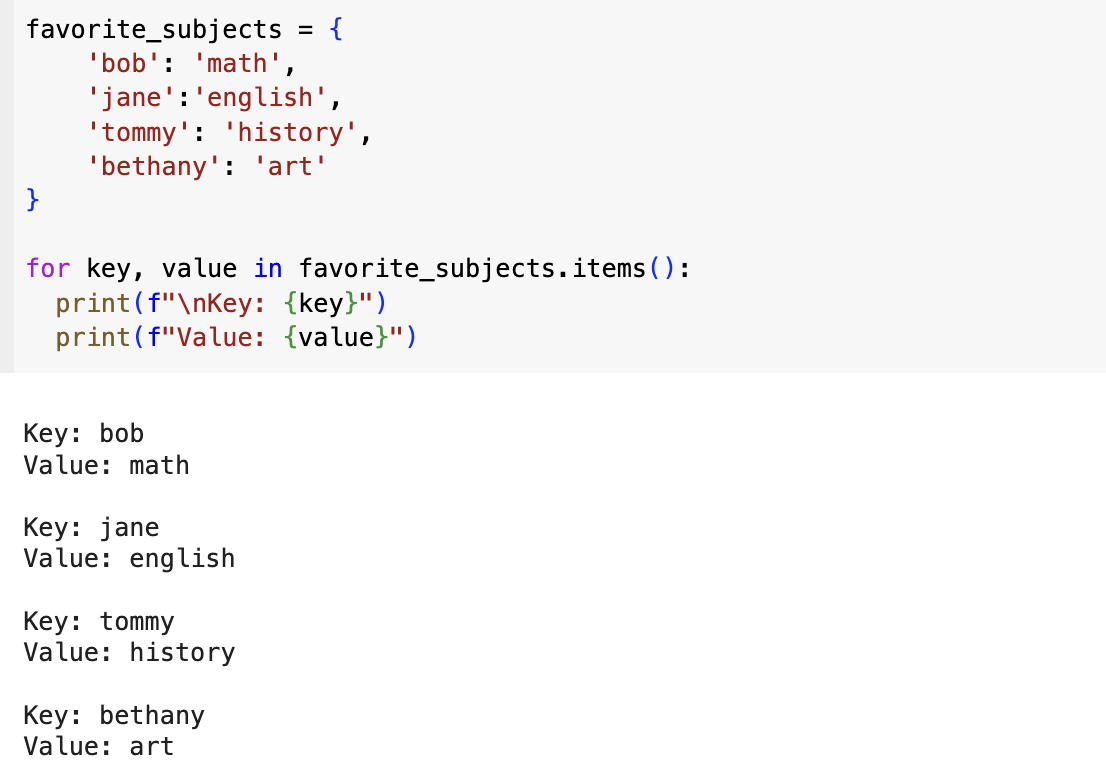 favorite_subjects = {
    'bob': 'math',
    'jane':'english',
    'tommy': 'history',
    'bethany': 'art'
}

for key, value in favorite_subjects.items():
  print(f"\nKey: {key}")
  print(f"Value: {value}")

Key: bob
Value: math

Key: jane
Value: english

Key: tommy
Value: history

Key: bethany
Value: art